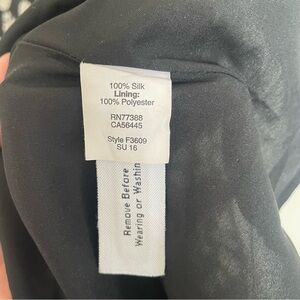 100% Silk
Lining:
100% Polyester
RN77388
CA56445
Style F3609
SU 16
Remove Before
Wearing or Washin